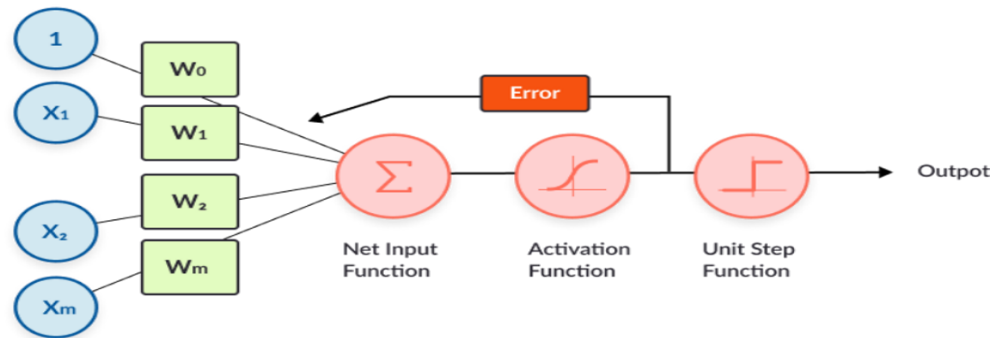 1
W₀
Error
X₁
W₁
Σ
Outpot
X₂
W₂
Net Input
Function
Activation
Function
Unit Step
Function
Wm
Xm